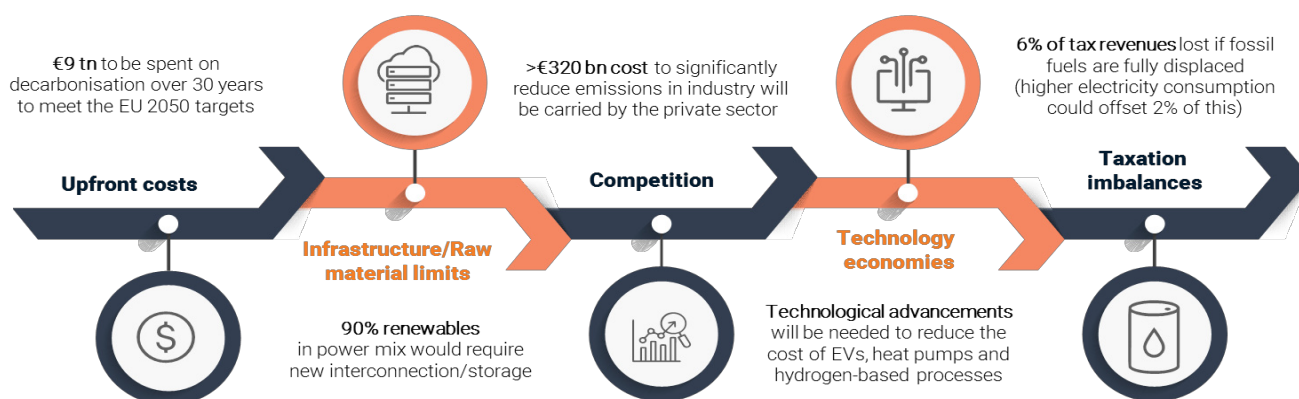 €9 tn to be spent on
decarbonisation over 30 years
to meet the EU 2050 targets
Upfront costs
Infrastructure/Raw
material limits
90% renewables
in power mix would require
new interconnection/storage
>€320 bn cost to significantly
reduce emissions in industry will
be carried by the private sector
Competition
Technology
economies
Technological advancements
will be needed to reduce the
cost of EVs, heat pumps and
hydrogen-based processes
6% of tax revenues lost if fossil
fuels are fully displaced
(higher electricity consumption
could offset 2% of this)
Taxation
imbalances
$